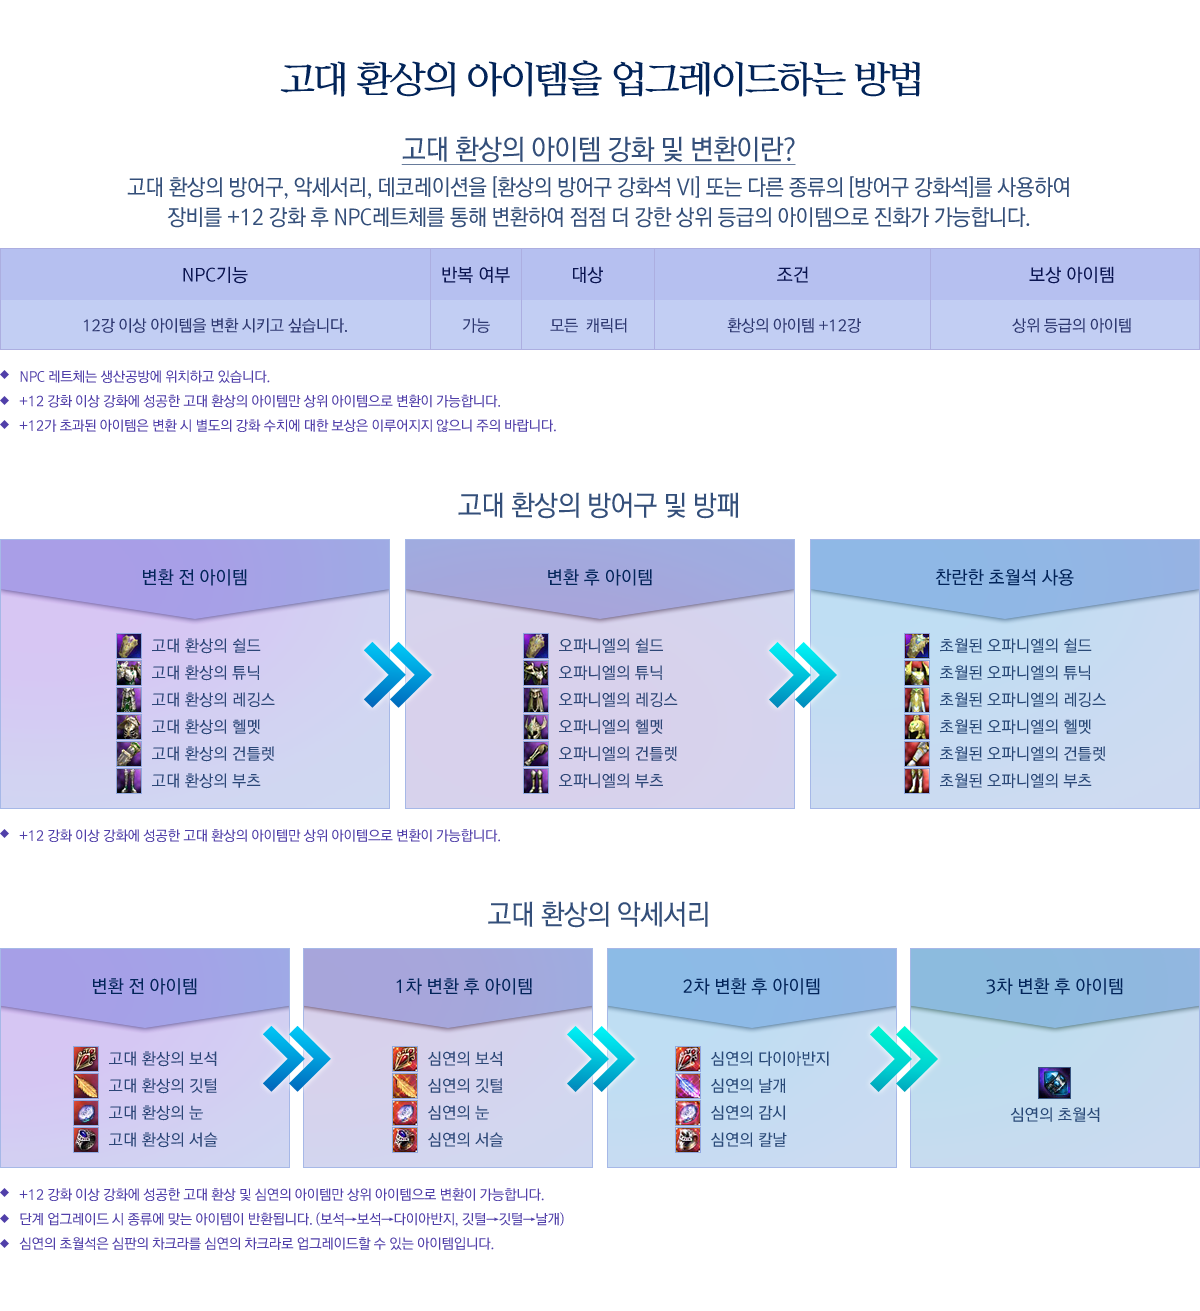 고대 환상의 아이템을 업그레이드하는 방법
고대 환상의 아이템 강화 및 변환이란?
고대 환상의 방어구, 악세서리, 데코레이션을 [환상의 방어구 강화석 VI] 또는 다른 종류의 [방어구 강화석]를 사용하여
장비를 +12 강화 후 NPC레트체를 통해 변환하여 점점 더 강한 상위 등급의 아이템으로 진화가 가능합니다.
NPC기능 반복 여부 대상 조건 보상 아이템
12강 이상 아이템을 변환 시키고 싶습니다. 가능 모든 캐릭터 환상의 아이템 +12강 상위 등급의 아이템
NPC 레트체는 생산공방에 위치하고 있습니다.
+12 강화 이상 강화에 성공한 고대 환상의 아이템만 상위 아이템으로 변환이 가능합니다.
+12가 초과된 아이템은 변환 시 별도의 강화 수치에 대한 보상은 이루어지지 않으니 주의 바랍니다.
고대 환상의 방어구 및 방패
변환 전 아이템
고대 환상의 쉴드
고대 환상의 튜닉
고대 환상의 레깅스
고대 환상의 헬멧
고대 환상의 건틀렛
고대 환상의 부츠
변환 후 아이템
오파니엘의 쉴드
오파니엘의 튜닉
오파니엘의 레깅스
오파니엘의 헬멧
오파니엘의 건틀렛
오파니엘의 부츠
찬란한 초월석 사용
초월된 오파니엘의 쉴드
초월된 오파니엘의 튜닉
초월된 오파니엘의 레깅스
초월된 오파니엘의 헬멧
초월된 오파니엘의 건틀렛
초월된 오파니엘의 부츠
+12 강화 이상 강화에 성공한 고대 환상의 아이템만 상위 아이템으로 변환이 가능합니다.
고대 환상의 악세서리
변환 전 아이템
고대 환상의 보석
고대 환상의 깃털
고대 환상의 눈
고대 환상의 서슬
1차 변환 후 아이템
심연의 보석
심연의 깃털
심연의 눈
심연의 서슬
2차 변환 후 아이템
심연의 다이아반지
심연의 날개
심연의 감시
심연의 칼날
3차 변환 후 아이템
심연의 초월석
+12 강화 이상 강화에 성공한 고대 환상 및 심연의 아이템만 상위 아이템으로 변환이 가능합니다.
단계 업그레이드 시 종류에 맞는 아이템이 반환됩니다. (보석→보석→다이아반지, 깃털→깃털→날개)
심연의 초월석은 심판의 차크라를 심연의 차크라로 업그레이드할 수 있는 아이템입니다.